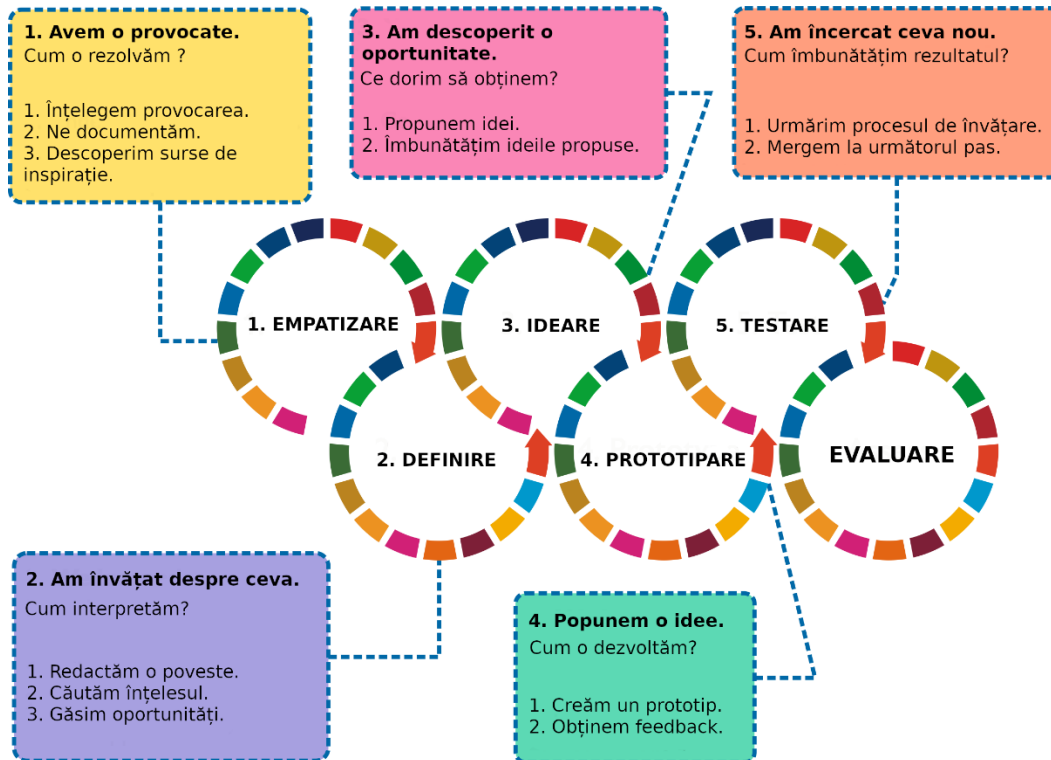 1. Avem o provocate.
Cum o rezolvăm ?
1. Înțelegem provocarea.
2. Ne documentăm.
3. Descoperim surse de
inspirație.
3. Am descoperit o
oportunitate.
Ce dorim să obținem?
1. Propunem idei.
2. Îmbunătățim ideile propuse.
5. Am încercat ceva nou.
Cum îmbunătățim rezultatul?
1. Urmărim procesul de învățare.
2. Mergem la următorul pas.
1. EMPATIZARE
3. IDEARE
5. TESTARE
2. DEFINIRE
4. PROTOTIPARE
EVALUARE
2. Am învățat despre ceva.
Cum interpretăm?
1. Redactăm o poveste.
2. Căutăm înțelesul.
3. Găsim oportunități.
4. Popunem o idee.
Cum o dezvoltăm?
1. Creăm un prototip.
2. Obținem feedback.